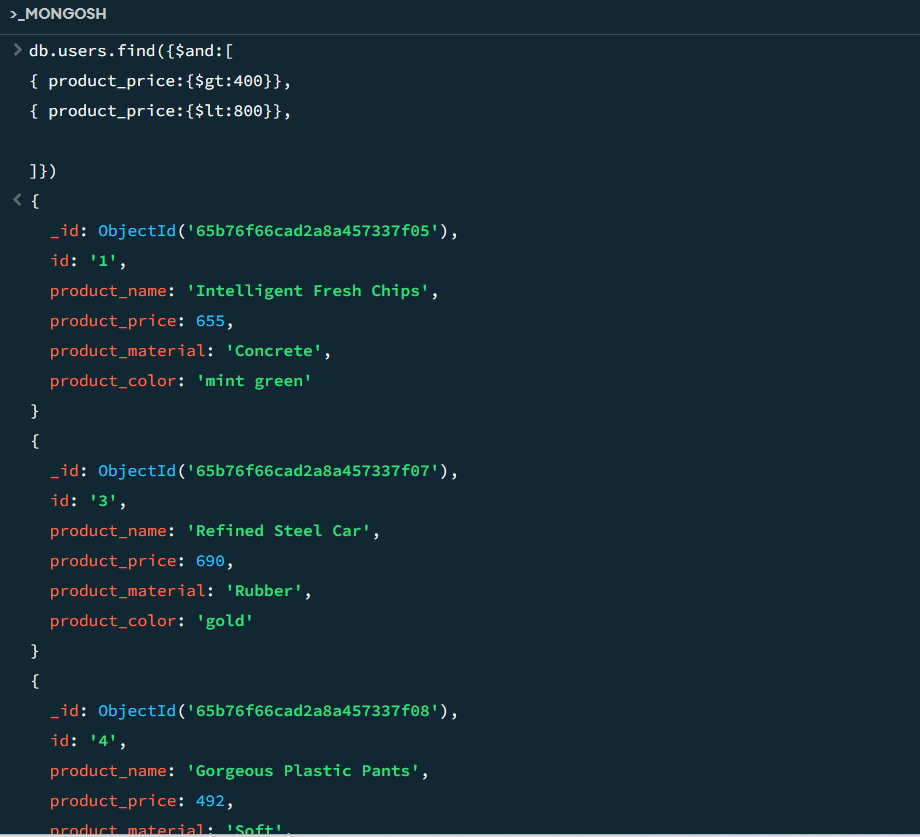 >_MONGOSH
> db.users.find({$and:[
{ product_price:{$gt:400}},
{ product_price:{$lt:800}},
]})
< {
_id: ObjectId('65b76f66cad2a8a457337f05'),
id: '1',
product_name: 'Intelligent Fresh Chips',
product_price: 655,
product_material: 'Concrete',
product_color: 'mint green'
}
{
_id: ObjectId('65b76f66cad2a8a457337f07'),
id: '3',
product_name: 'Refined Steel Car',
product_price: 690,
product_material: 'Rubber',
product_color: 'gold'
}
{
_id: ObjectId('65b76f66cad2a8a457337f08'),
id: '4',
product_name: 'Gorgeous Plastic Pants',
product_price: 492,
product_material: 'Soft',